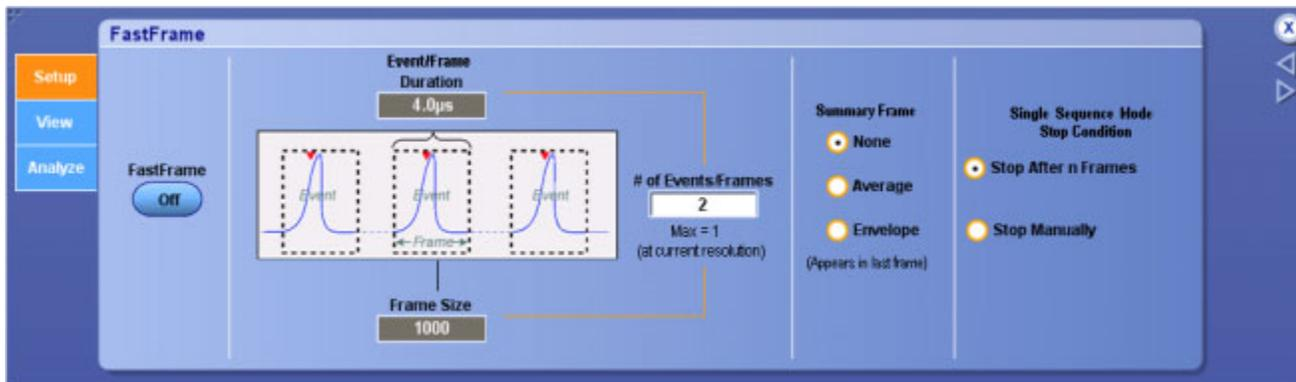 FastFrame
Setup
View
Analyze
FastFrame
Off
Event/Frame
Duration
4.0µs
Event
Event
Event
Frame
Frame Size
1000
# of Events/Frames
2
Max = 1
(at current resolution)
Summary Frame
None
Average
Envelope
(Appears in last frame)
Single Sequence Mode
Stop Condition
Stop After n Frames
Stop Manually
X